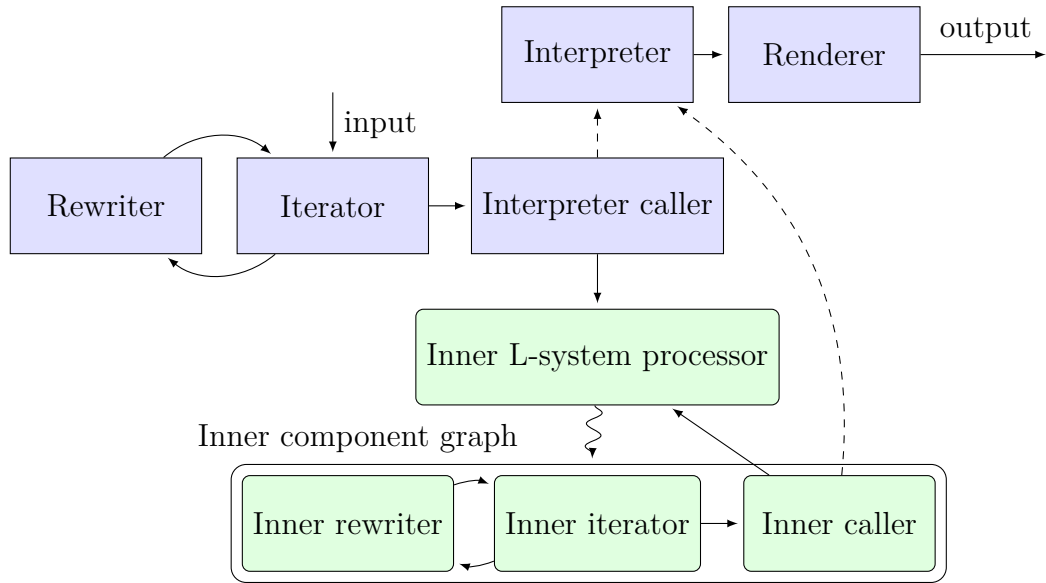 Interpreter
Renderer
output
input
Rewriter
Iterator
Interpreter caller
Inner L-system processor
Inner component graph
Inner rewriter
Inner iterator
Inner caller